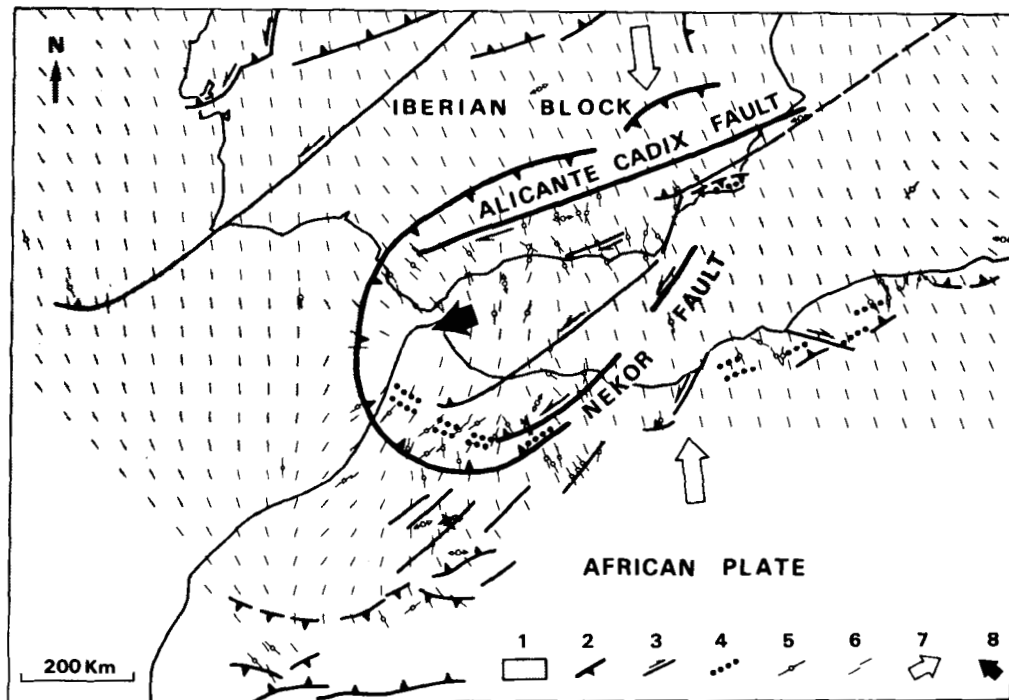 N
IBERIAN BLOCK
ALICANTE CADIX FAULT
NEKOR FAULT
AFRICAN PLATE
200 Km
1 2 3 4 5 6 7 8